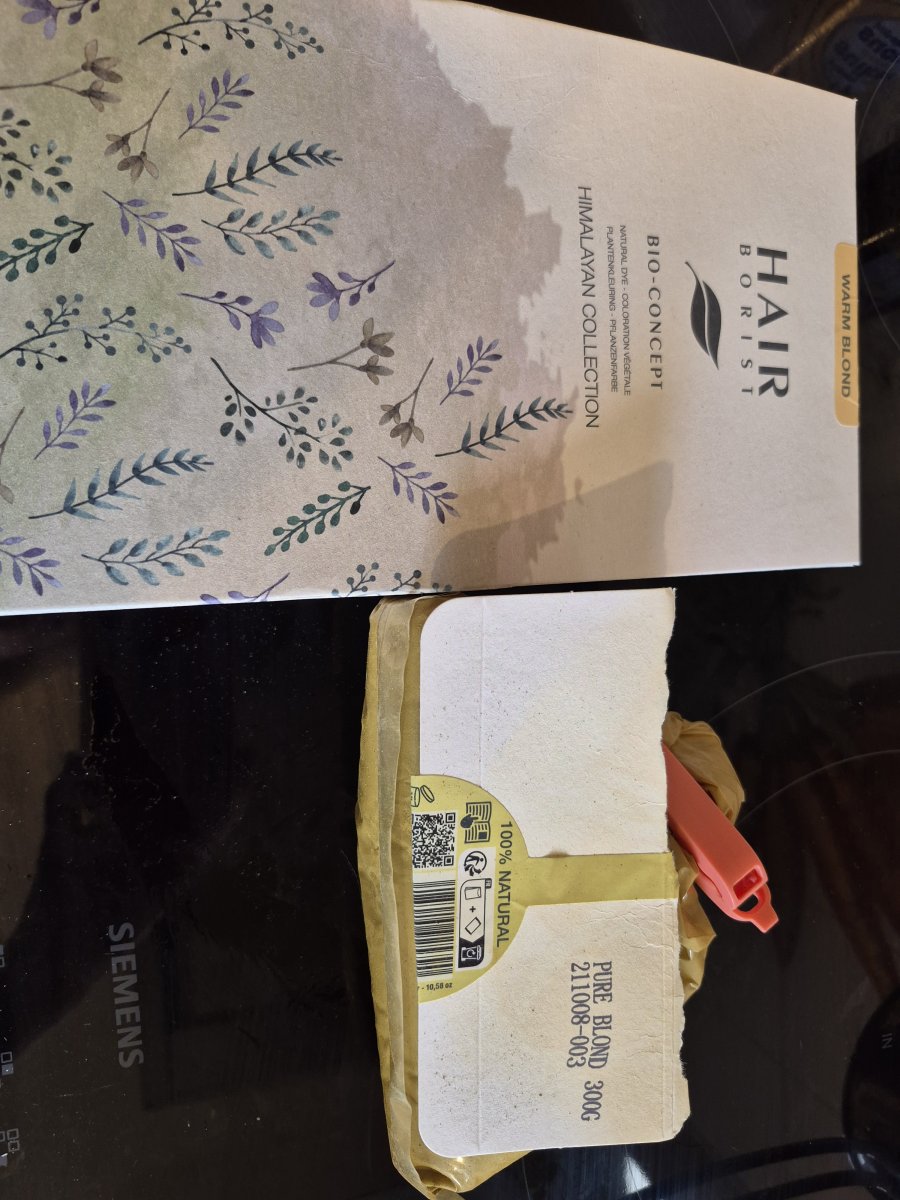 WARM BLOND
HAIR
BORIST
BIO-CONCEPT
NATURAL DYE - COLORATION VÉGÉTALE
PLANTENKLEURING - PFLANZENFARBE
HIMALAYAN COLLECTION
100% NATURAL
FR
+
- 10,58 oz
PURE BLOND 300G
211008-003
SIEMENS